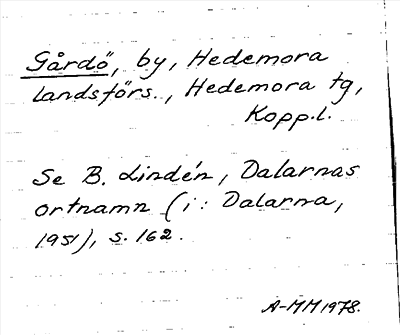 Gårdö, by, Hedemora
landsförs., Hedemora tg,
Kopp.l.
Se B. Lindén, Dalarnas
ortnamn (i: Dalarna,
1951), s. 162.
A-MM 1978.